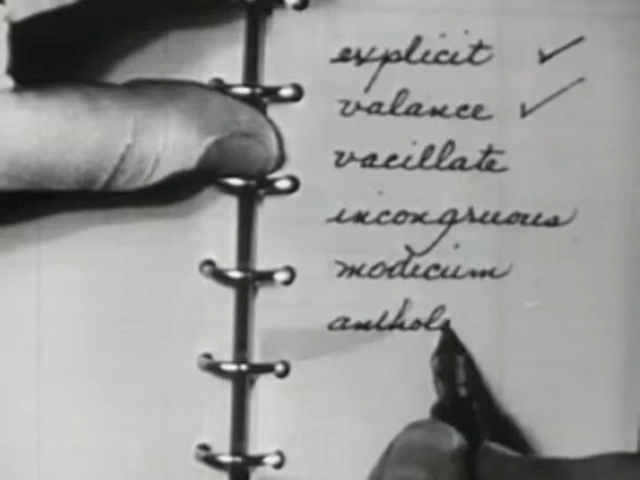 explicit ✓
valance ✓
vacillate
incongruous
modicum
anthol